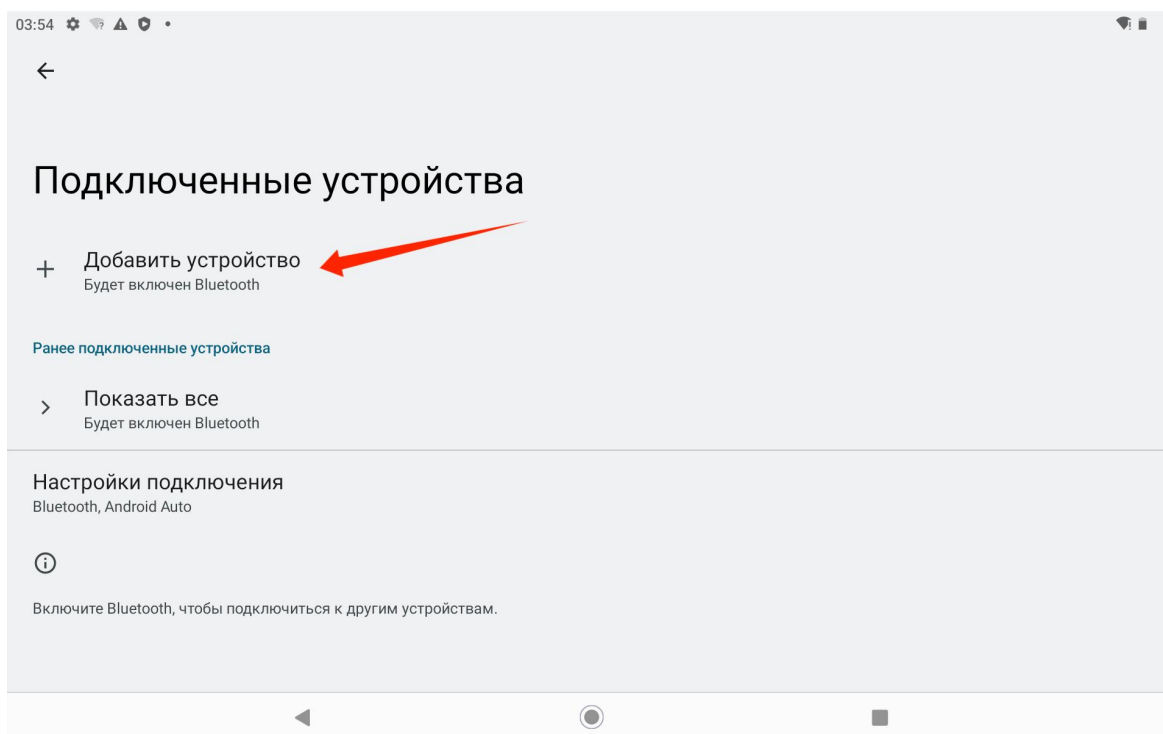 03:54
Подключенные устройства
Добавить устройство
Будет включен Bluetooth
Ранее подключенные устройства
Показать все
Будет включен Bluetooth
Настройки подключения
Bluetooth, Android Auto
Включите Bluetooth, чтобы подключиться к другим устройствам.